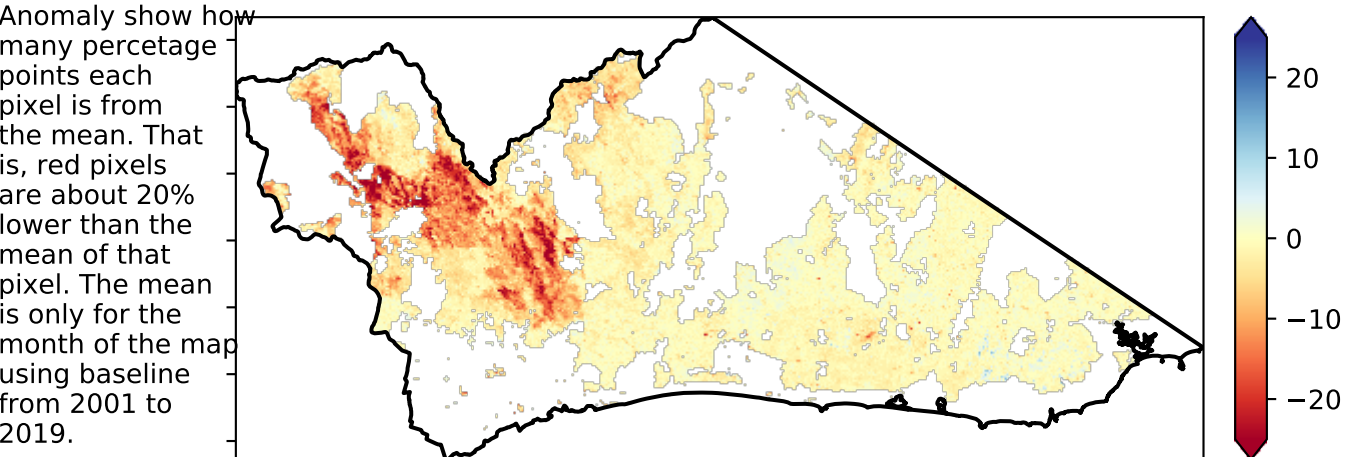 Anomaly show how
many percetage
points each
pixel is from
the mean. That
is, red pixels
are about 20%
lower than the
mean of that
pixel. The mean
is only for the
month of the map
using baseline
from 2001 to
2019.
20
10
0
−10
−20